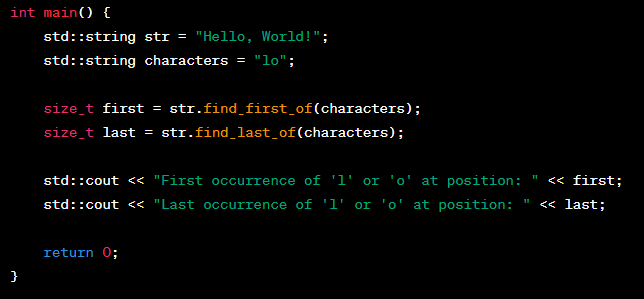 int main() {
    std::string str = "Hello, World!";
    std::string characters = "lo";

    size_t first = str.find_first_of(characters);
    size_t last = str.find_last_of(characters);

    std::cout << "First occurrence of 'l' or 'o' at position: " << first;
    std::cout << "Last occurrence of 'l' or 'o' at position: " << last;

    return 0;
}